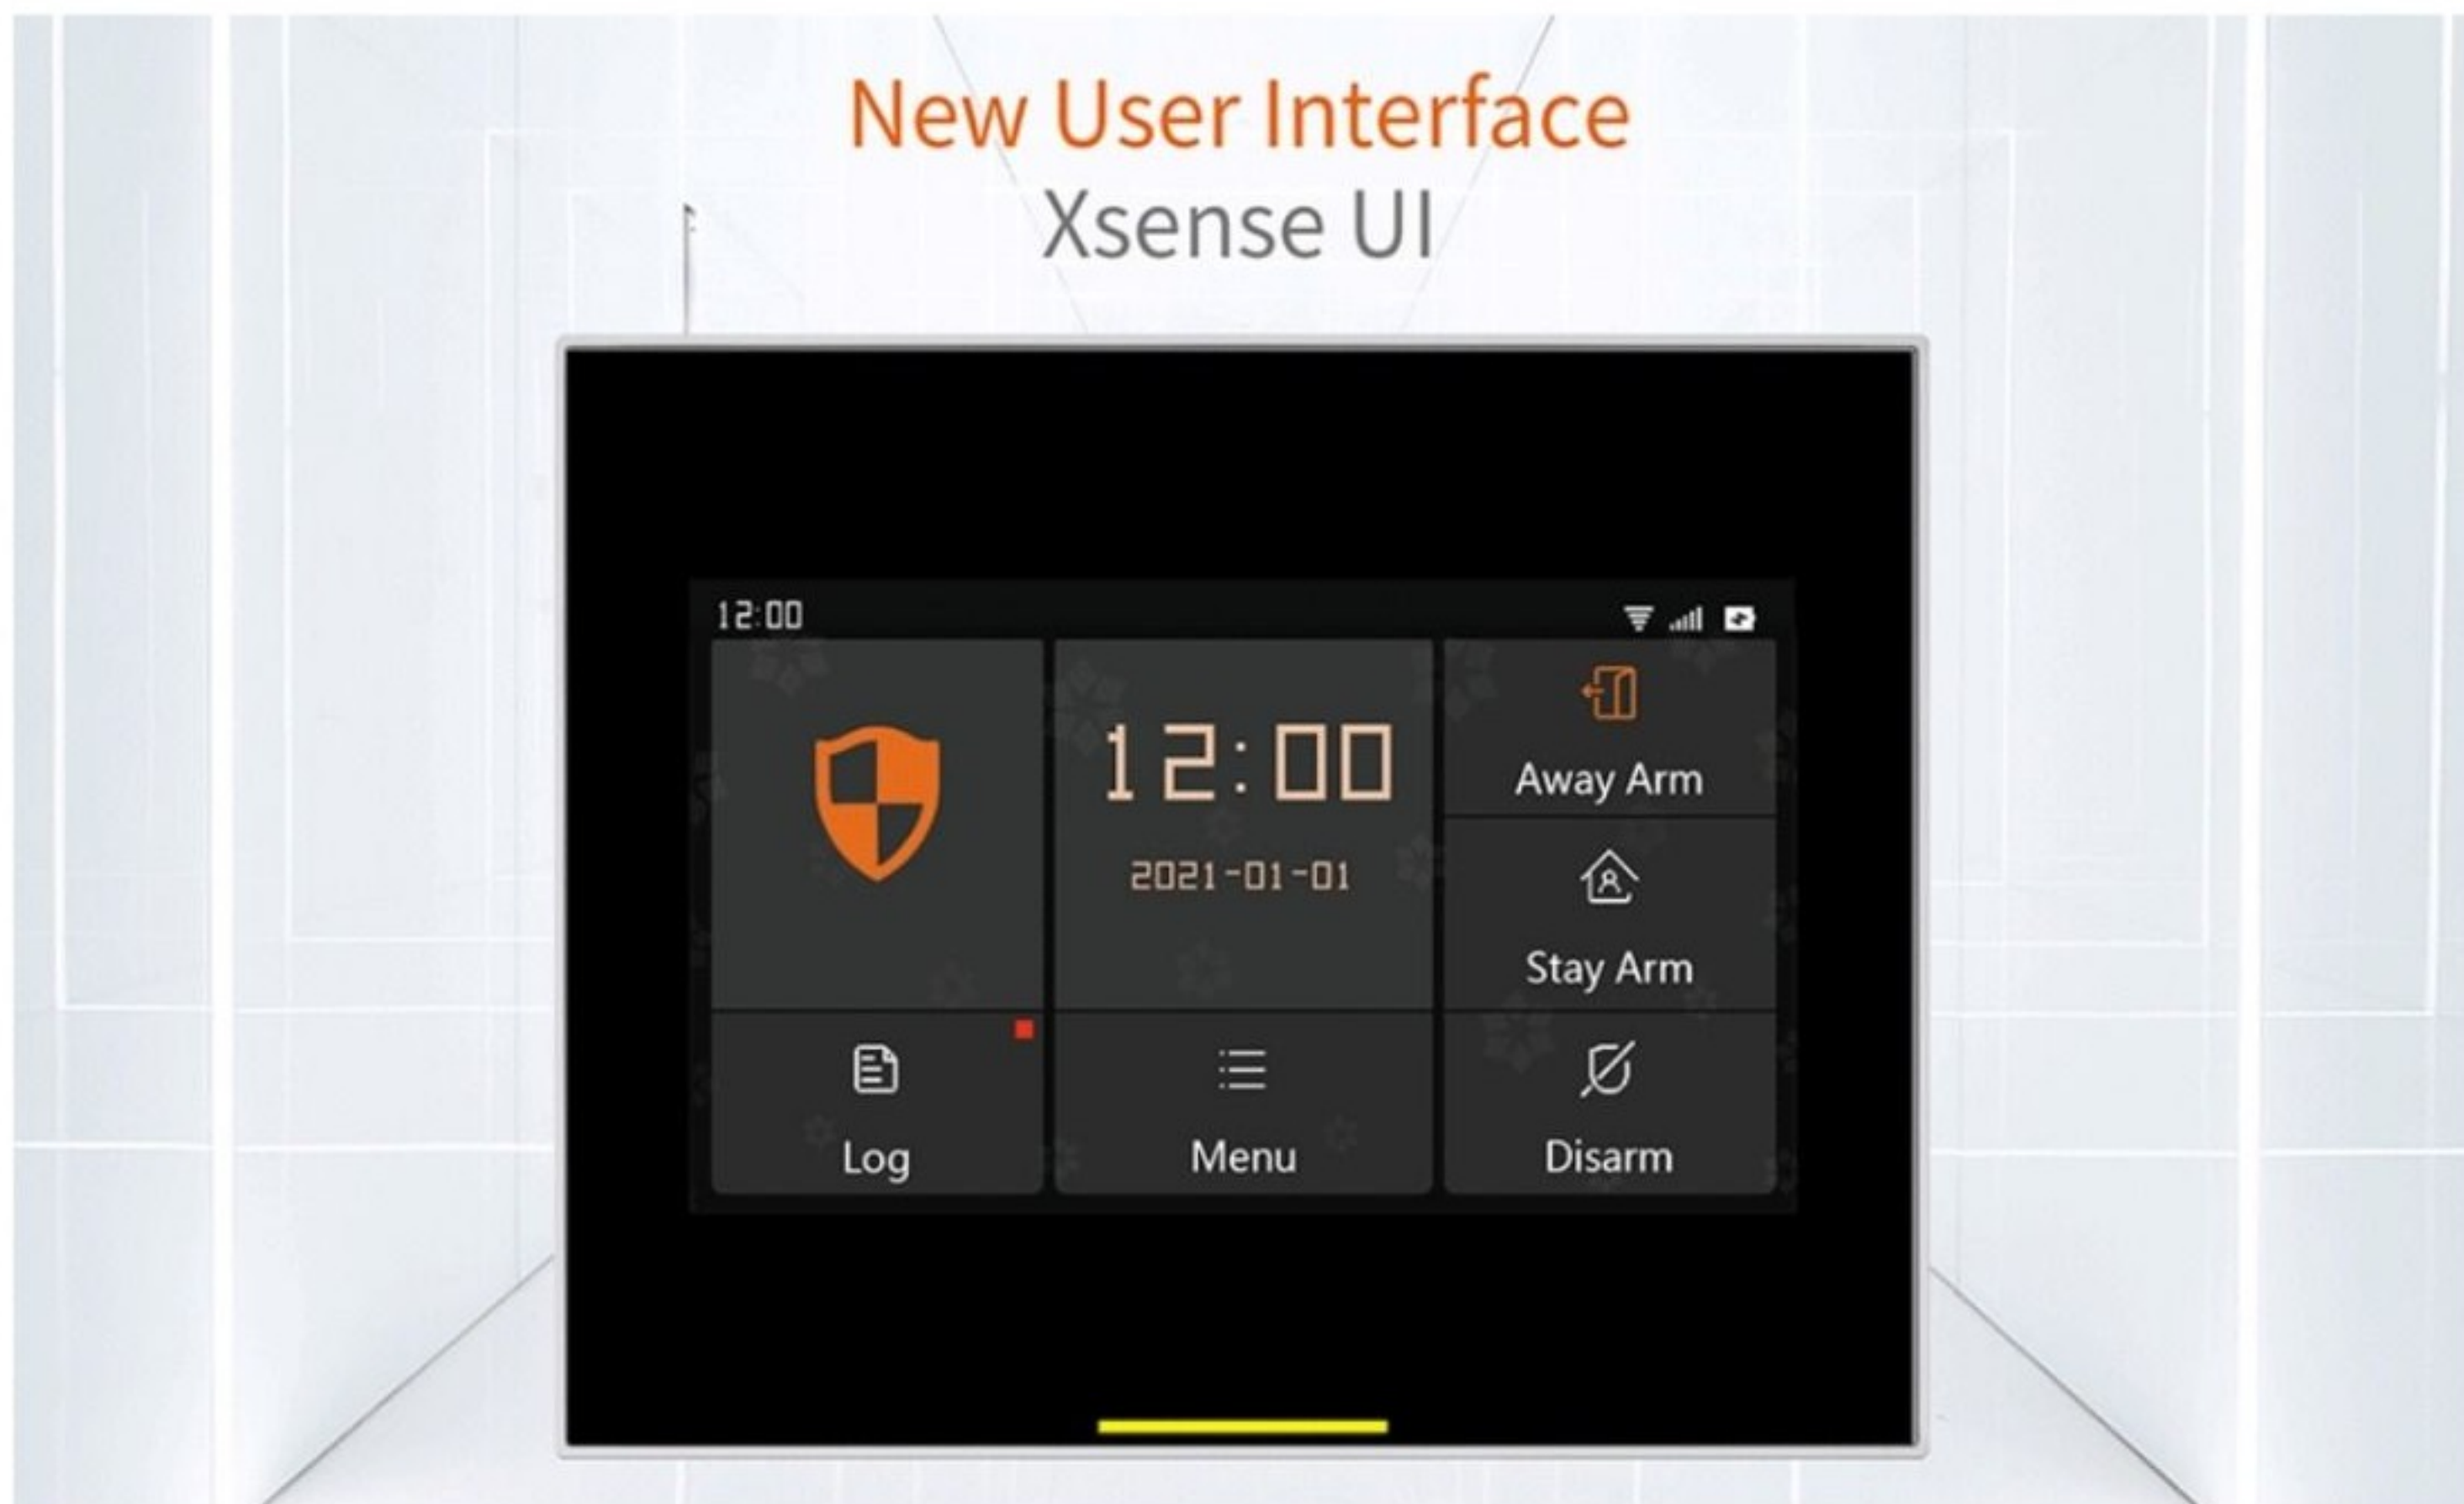 New User Interface
Xsense UI
12:00
12:00
2021-01-01
Away Arm
Stay Arm
Log
Menu
Disarm